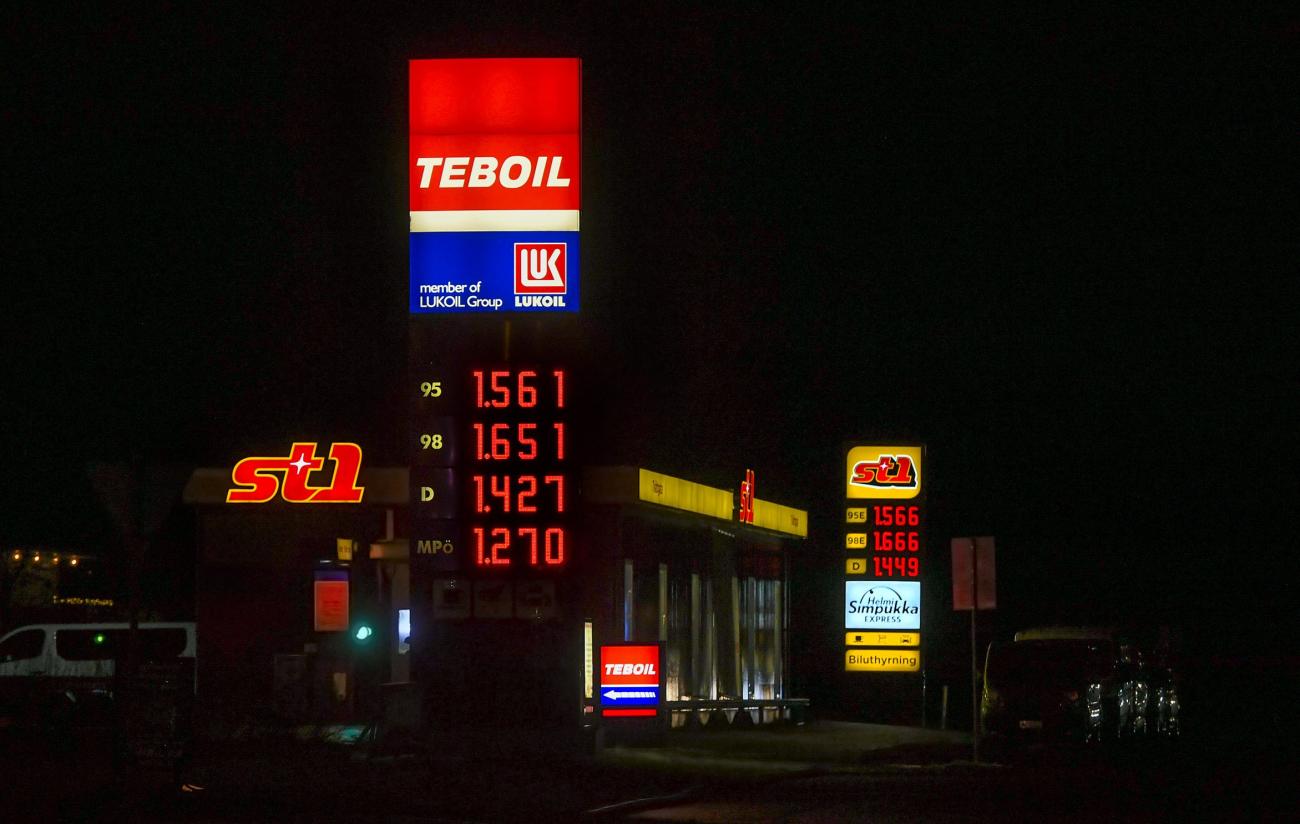 TEBOIL
member of
LUKOIL Group
LUK
LUKOIL
95 1.561
98 1.651
D 1.427
MPÖ 1.270
st1
st1
TEBOIL
st1
95E 1.566
98E 1.666
D 1.449
Helmi
Simpukka
EXPRESS
Biluthyrning